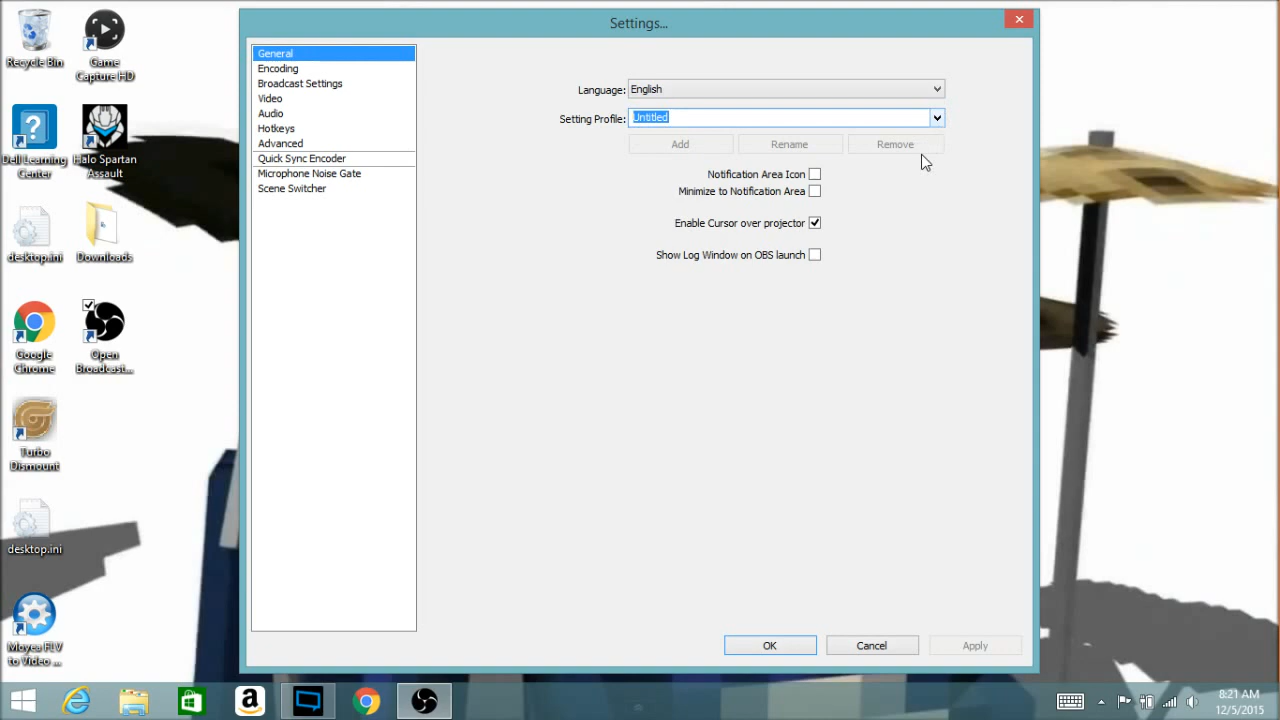 Settings...
Recycle Bin
Game
Capture HD
Dell Learning
Center
Halo Spartan
Assault
desktop.ini
Downloads
Google
Chrome
Open
Broadcast...
Turbo
Dismount
desktop.ini
Moyea FLV
to Video ...
General
Encoding
Broadcast Settings
Video
Audio
Hotkeys
Advanced
Quick Sync Encoder
Microphone Noise Gate
Scene Switcher
Language: English
Setting Profile: Untitled
Add Rename Remove
Notification Area Icon
Minimize to Notification Area
Enable Cursor over projector
Show Log Window on OBS launch
OK Cancel Apply
8:21 AM
12/5/2015